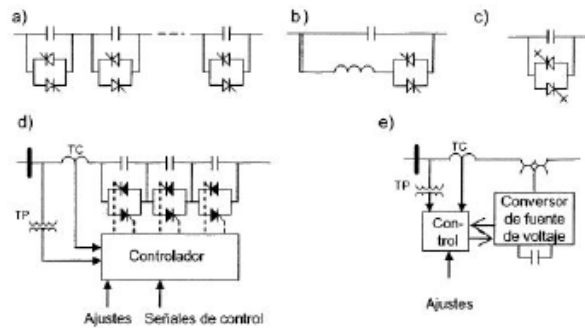 a)
b)
c)
d)
TC
TP
Controlador
Ajustes
Señales de control
e)
TC
TP
Con-
trol
Conversor
de fuente
de voltaje
Ajustes